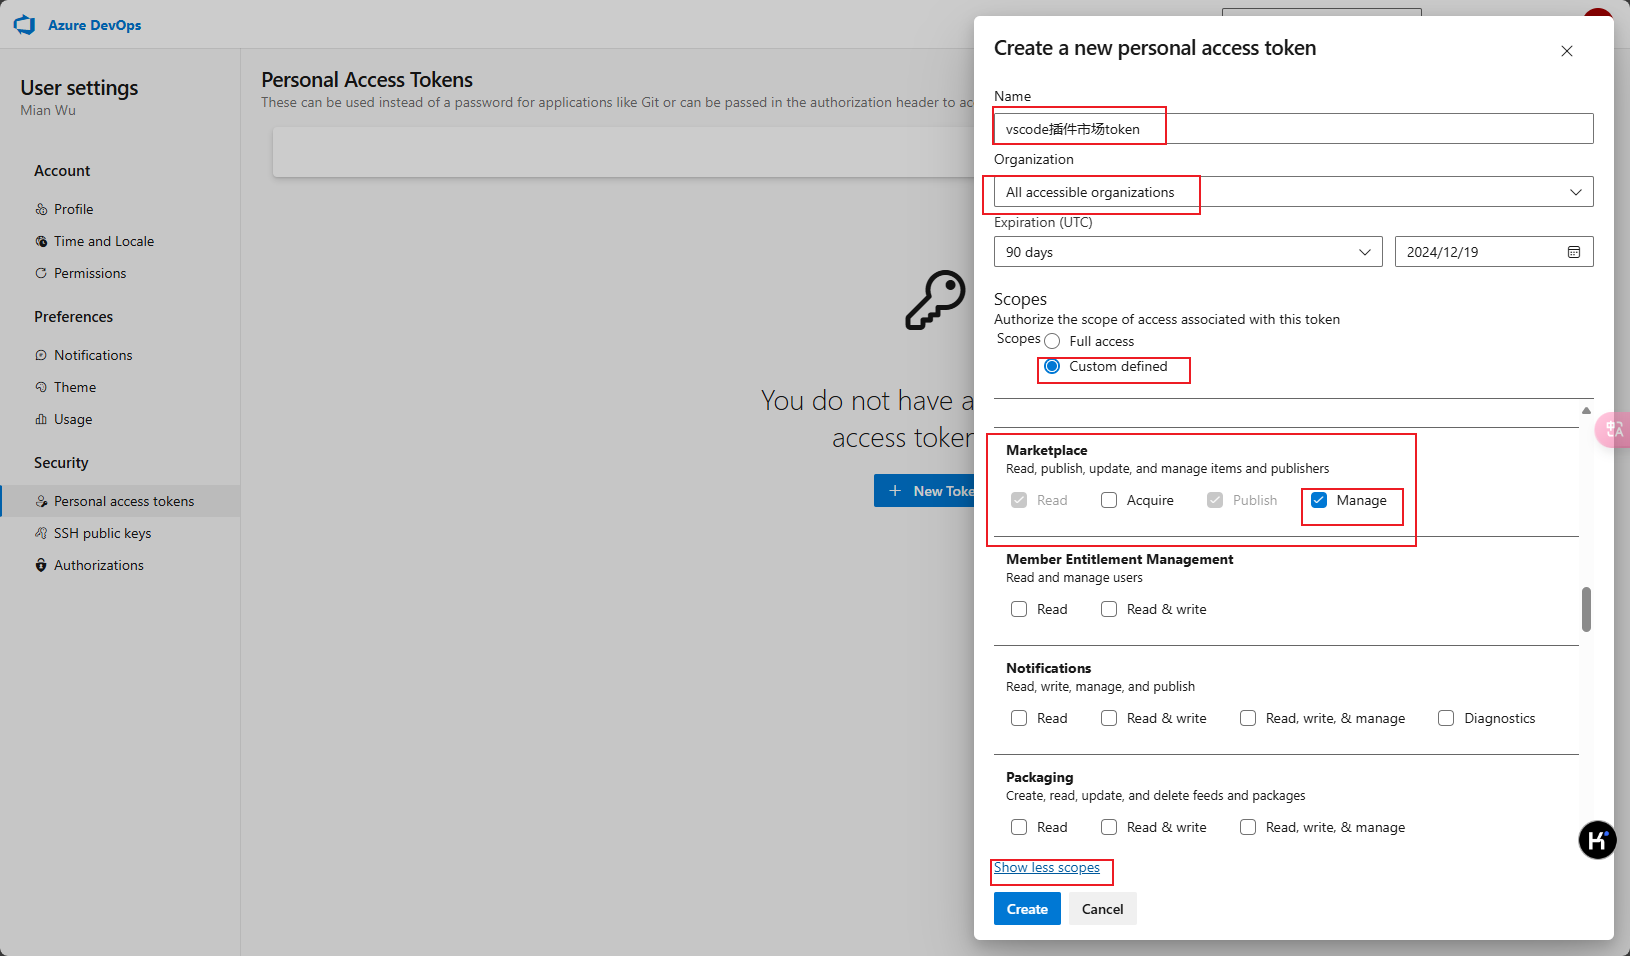 Azure DevOps
User settings
Mian Wu
Account
Profile
Time and Locale
Permissions
Preferences
Notifications
Theme
Usage
Security
Personal access tokens
SSH public keys
Authorizations
Personal Access Tokens
These can be used instead of a password for applications like Git or can be passed in the authorization header to
You do not have
access
New
Create a new personal access token
Name
vscode插件市场token
Organization
All accessible organizations
Expiration (UTC)
90 days
2024/12/19
Scopes
Authorize the scope of access associated with this token
Scopes
Full access
Custom defined
Marketplace
Read, publish, update, and manage items and publishers
Read Acquire Publish Manage
Member Entitlement Management
Read and manage users
Read Read & write
Notifications
Read, write, manage, and publish
Read Read & write Read, write, & manage Diagnostics
Packaging
Create, read, update, and delete feeds and packages
Read Read & write Read, write, & manage
Show less scopes
Create Cancel